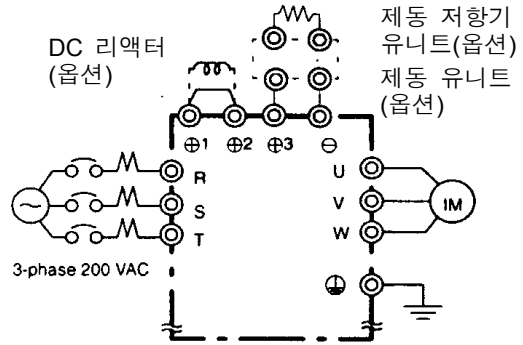 제동 저항기
유니트(옵션)
제동 유니트
(옵션)
DC 리액터
(옵션)
⊕1 ⊕2 ⊕3 ⊖
R
S
T
U
V
W
IM
3-phase 200 VAC